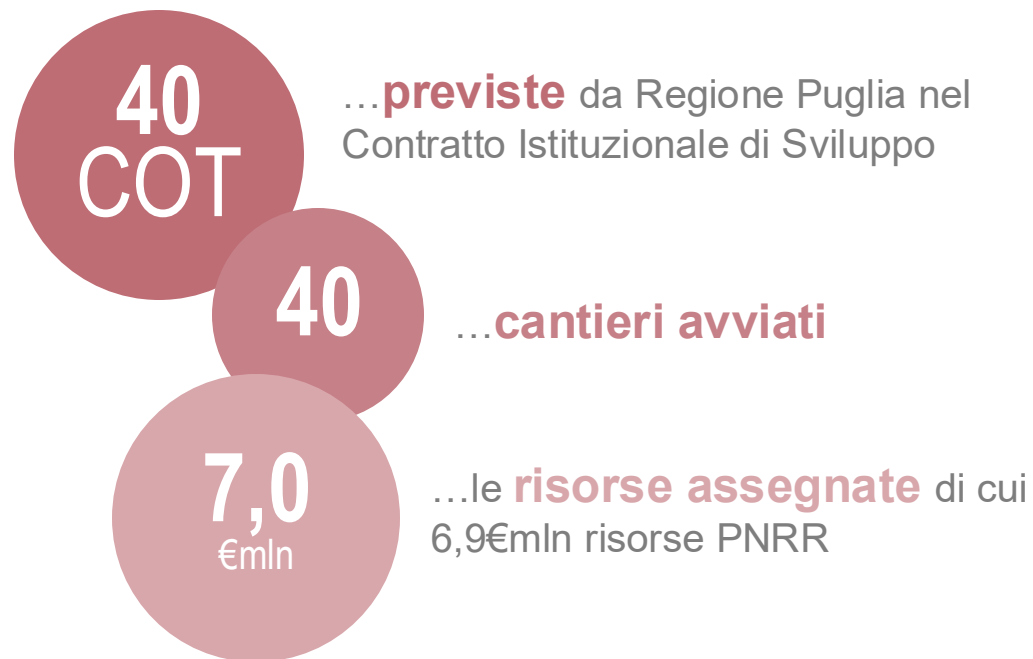 40
COT
…previste da Regione Puglia nel
Contratto Istituzionale di Sviluppo
40
…cantieri avviati
7,0
€mln
…le risorse assegnate di cui
6,9€mln risorse PNRR